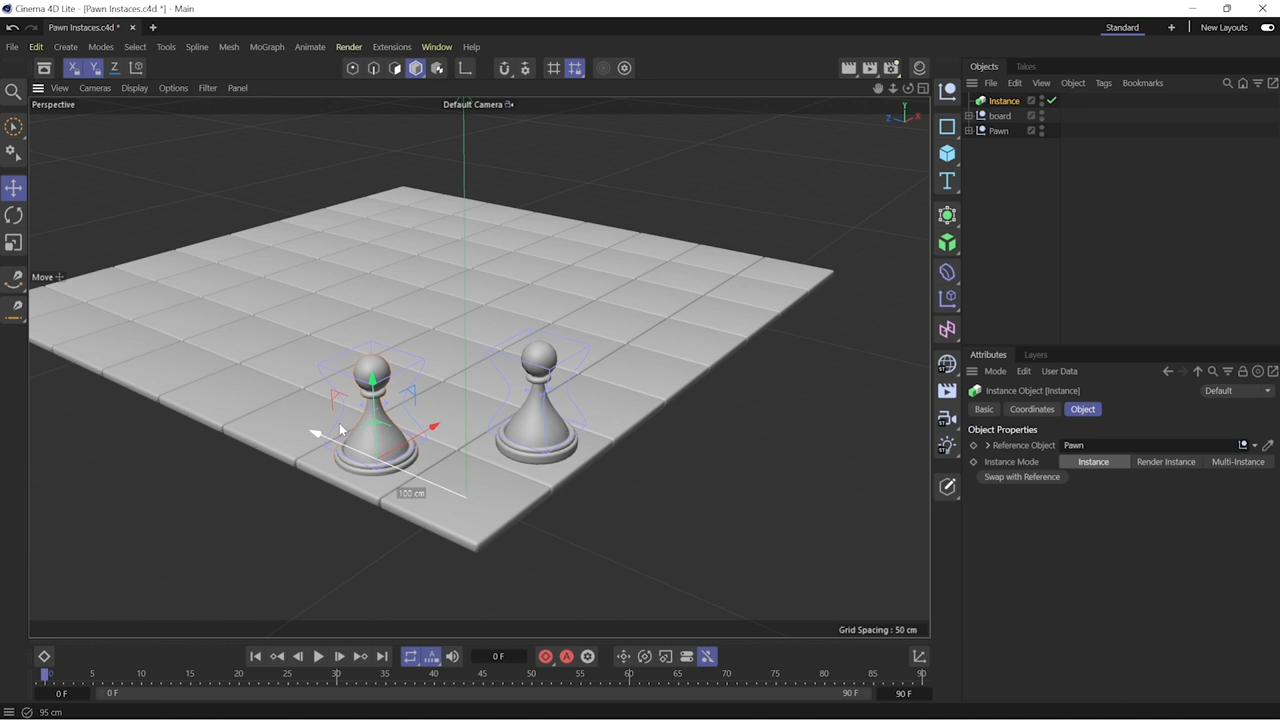 Cinema 4D Lite - [Pawn Instaces.c4d *] - Main
Pawn Instaces.c4d *
Standard
New Layouts
File Edit Create Modes Select Tools Spline Mesh MoGraph Animate Render Extensions Window Help
X Y Z
Objects Takes
File Edit View Object Tags Bookmarks
View Cameras Display Options Filter Panel
Perspective
Default Camera
Y
Z X
Instance
board
Pawn
Move
100 cm
Grid Spacing : 50 cm
Attributes Layers
Mode Edit User Data
Instance Object [Instance]
Default
Basic Coordinates Object
Object Properties
Reference Object Pawn
Instance Mode Instance Render Instance Multi-Instance
Swap with Reference
0 F
0 5 10 15 20 25 30 35 40 45 50 55 60 65 70 75 80 85 90
0 F 0 F 90 F 90 F
95 cm